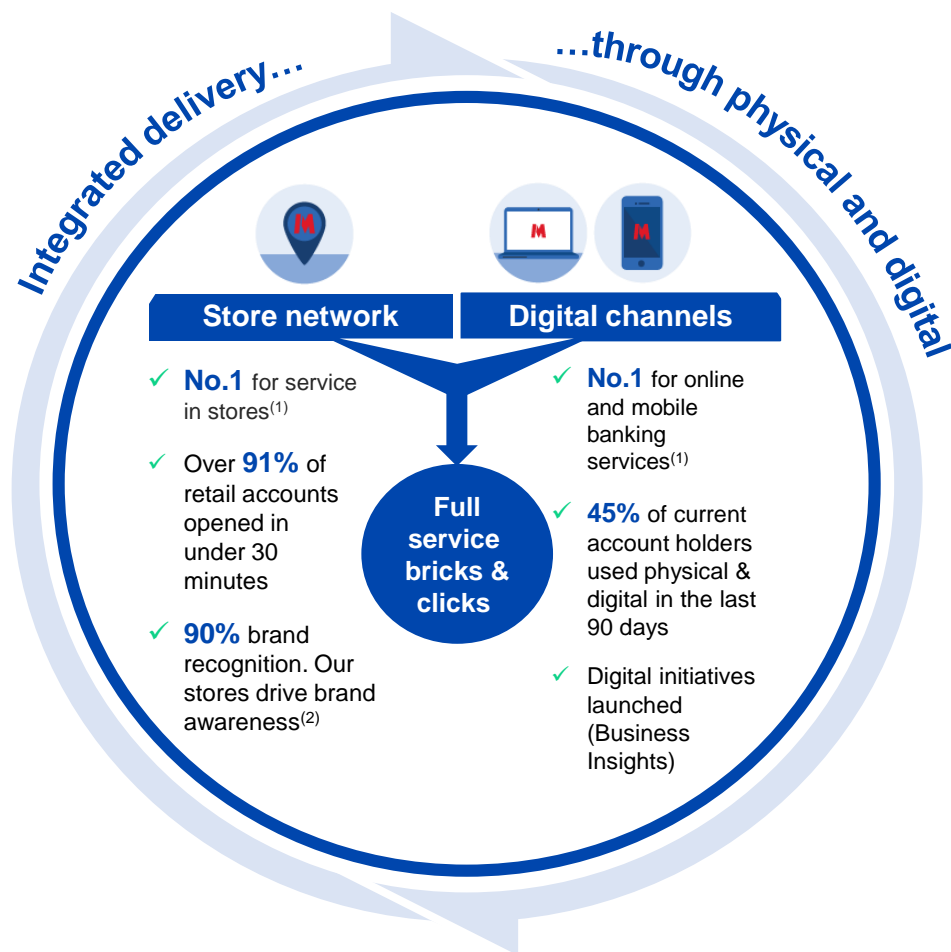 Integrated delivery…
…through physical and digital
M
M
M
Store network
Digital channels
✓ No.1 for service
in stores(1)
✓ Over 91% of
retail accounts
opened in
under 30
minutes
✓ 90% brand
recognition. Our
stores drive brand
awareness(2)
Full
service
bricks &
clicks
✓ No.1 for online
and mobile
banking
services(1)
✓ 45% of current
account holders
used physical &
digital in the last
90 days
✓ Digital initiatives
launched
(Business
Insights)